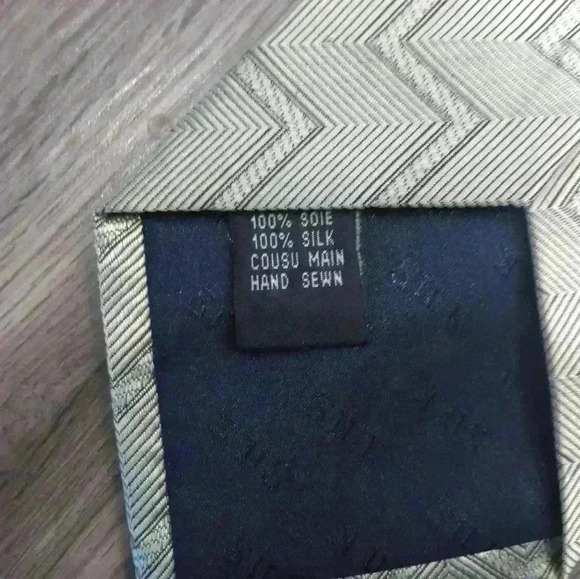 100% SOIE
100% SILK
COUSU MAIN
HAND SEWN